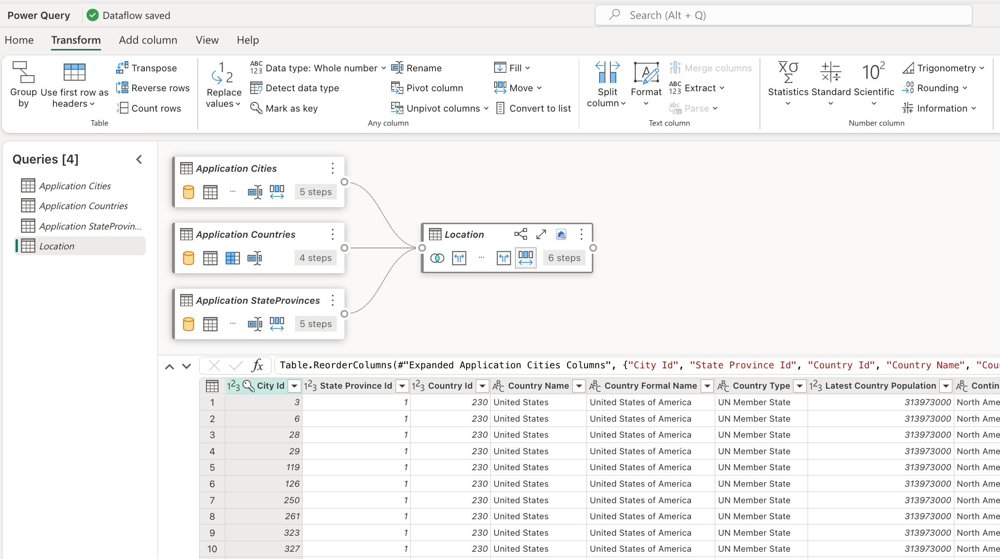 Power Query
Dataflow saved
Search (Alt + Q)
Home Transform Add column View Help
Group by
Use first row as headers
Transpose
Reverse rows
Count rows
Table
Replace values
Data type: Whole number
Detect data type
Mark as key
Rename
Pivot column
Unpivot columns
Fill
Move
Convert to list
Any column
Split column
Format
Merge columns
Extract
Parse
Text column
Statistics
Standard
Scientific
Trigonometry
Rounding
Information
Number column
Queries [4]
Application Cities
Application Countries
Application StateProvin...
Location
Application Cities
5 steps
Application Countries
4 steps
Application StateProvinces
5 steps
Location
6 steps
fx Table.ReorderColumns(#"Expanded Application Cities Columns", {"City Id", "State Province Id", "Country Id", "Country Name", "Cou
City Id State Province Id Country Id Country Name Country Formal Name Country Type Latest Country Population Contin
1 3 1 230 United States United States of America UN Member State 313973000 North Ame
2 6 1 230 United States United States of America UN Member State 313973000 North Ame
3 28 1 230 United States United States of America UN Member State 313973000 North Ame
4 29 1 230 United States United States of America UN Member State 313973000 North Ame
5 119 1 230 United States United States of America UN Member State 313973000 North Ame
6 126 1 230 United States United States of America UN Member State 313973000 North Ame
7 250 1 230 United States United States of America UN Member State 313973000 North Ame
8 261 1 230 United States United States of America UN Member State 313973000 North Ame
9 323 1 230 United States United States of America UN Member State 313973000 North Ame
10 327 1 230 United States United States of America UN Member State 313973000 North Ame